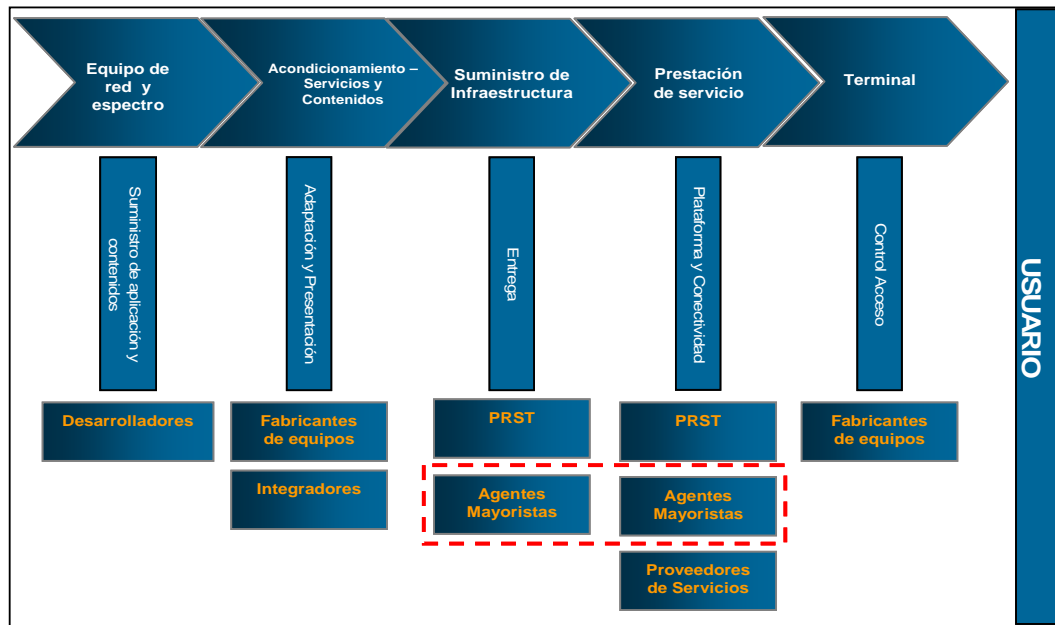 Equipo de
red y
espectro
Acondicionamiento –
Servicios y
Contenidos
Suministro de
Infraestructura
Prestación
de servicio
Terminal
Suministro de aplicación y
contenidos
Adaptación y Presentación
Entrega
Plataforma y Conectividad
Control Acceso
USUARIO
Desarrolladores
Fabricantes
de equipos
PRST
PRST
Fabricantes
de equipos
Integradores
Agentes
Mayoristas
Agentes
Mayoristas
Proveedores
de Servicios